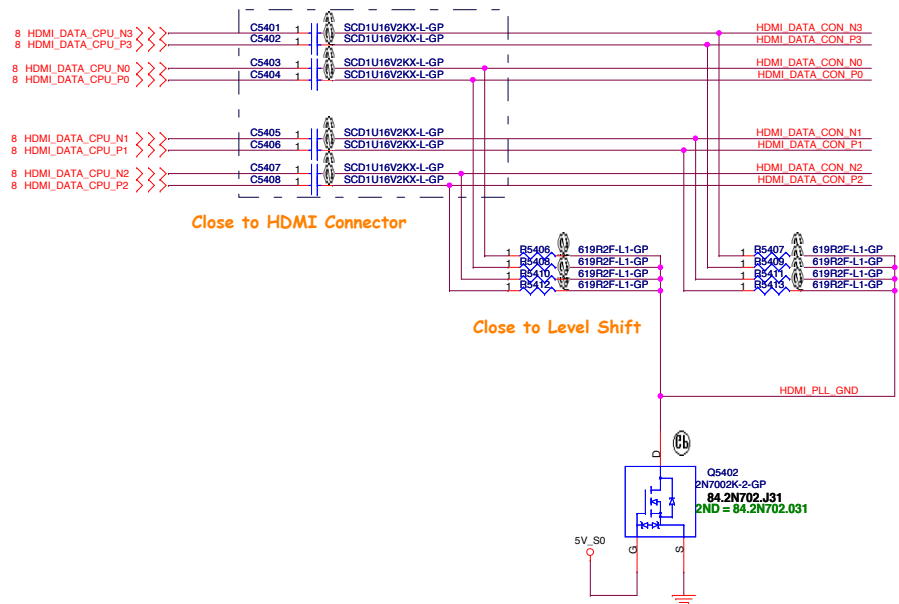 8 HDMI_DATA_CPU_N3 C5401 1 SCD1U16V2KX-L-GP HDMI_DATA_CON_N3
8 HDMI_DATA_CPU_P3 C5402 1 SCD1U16V2KX-L-GP HDMI_DATA_CON_P3
8 HDMI_DATA_CPU_N0 C5403 1 SCD1U16V2KX-L-GP HDMI_DATA_CON_N0
8 HDMI_DATA_CPU_P0 C5404 1 SCD1U16V2KX-L-GP HDMI_DATA_CON_P0
8 HDMI_DATA_CPU_N1 C5405 1 SCD1U16V2KX-L-GP HDMI_DATA_CON_N1
8 HDMI_DATA_CPU_P1 C5406 1 SCD1U16V2KX-L-GP HDMI_DATA_CON_P1
8 HDMI_DATA_CPU_N2 C5407 1 SCD1U16V2KX-L-GP HDMI_DATA_CON_N2
8 HDMI_DATA_CPU_P2 C5408 1 SCD1U16V2KX-L-GP HDMI_DATA_CON_P2
Close to HDMI Connector
1 R5406 619R2F-L1-GP 1 R5407 619R2F-L1-GP
1 R5408 619R2F-L1-GP 1 R5409 619R2F-L1-GP
1 R5410 619R2F-L1-GP 1 R5411 619R2F-L1-GP
1 R5412 619R2F-L1-GP 1 R5413 619R2F-L1-GP
Close to Level Shift
HDMI_PLL_GND
D
Q5402
2N7002K-2-GP
84.2N702.J31
2ND = 84.2N702.031
5V_S0
G S